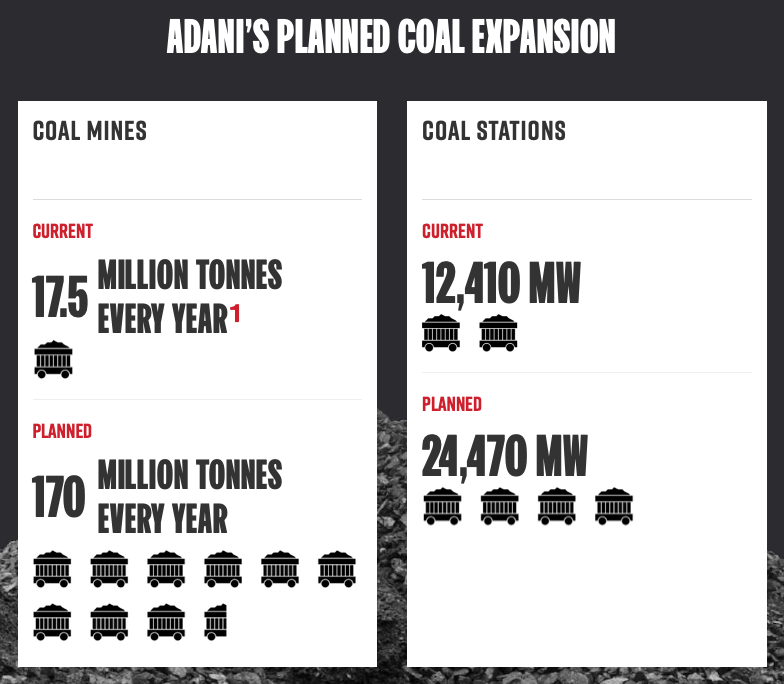 ADANI'S PLANNED COAL EXPANSION
COAL MINES
CURRENT
17.5 MILLION TONNES
EVERY YEAR¹
PLANNED
170 MILLION TONNES
EVERY YEAR
COAL STATIONS
CURRENT
12,410 MW
PLANNED
24,470 MW